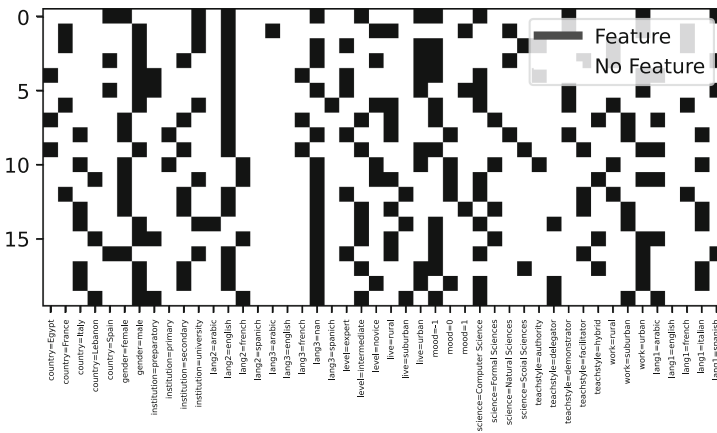 0
5
10
15
Feature
No Feature
country=Egypt
country=France
country=Italy
country=Lebanon
country=Spain
gender=female
gender=male
institution=preparatory
institution=primary
institution=secondary
institution=university
lang2=arabic
lang2=english
lang2=french
lang2=spanich
lang3=arabic
lang3=english
lang3=french
lang3=nan
lang3=spanich
level=expert
level=intermediate
level=novice
live=rural
live=suburban
live=urban
mood=-1
mood=0
mood=1
science=Computer Science
science=Formal Sciences
science=Natural Sciences
science=Scoial Sciences
teachstyle=authority
teachstyle=delegator
teachstyle=demonstrator
teachstyle=facilitator
teachstyle=hybrid
work=rural
work=suburban
work=urban
lang1=arabic
lang1=english
lang1=french
lang1=italian
lang1=spanish